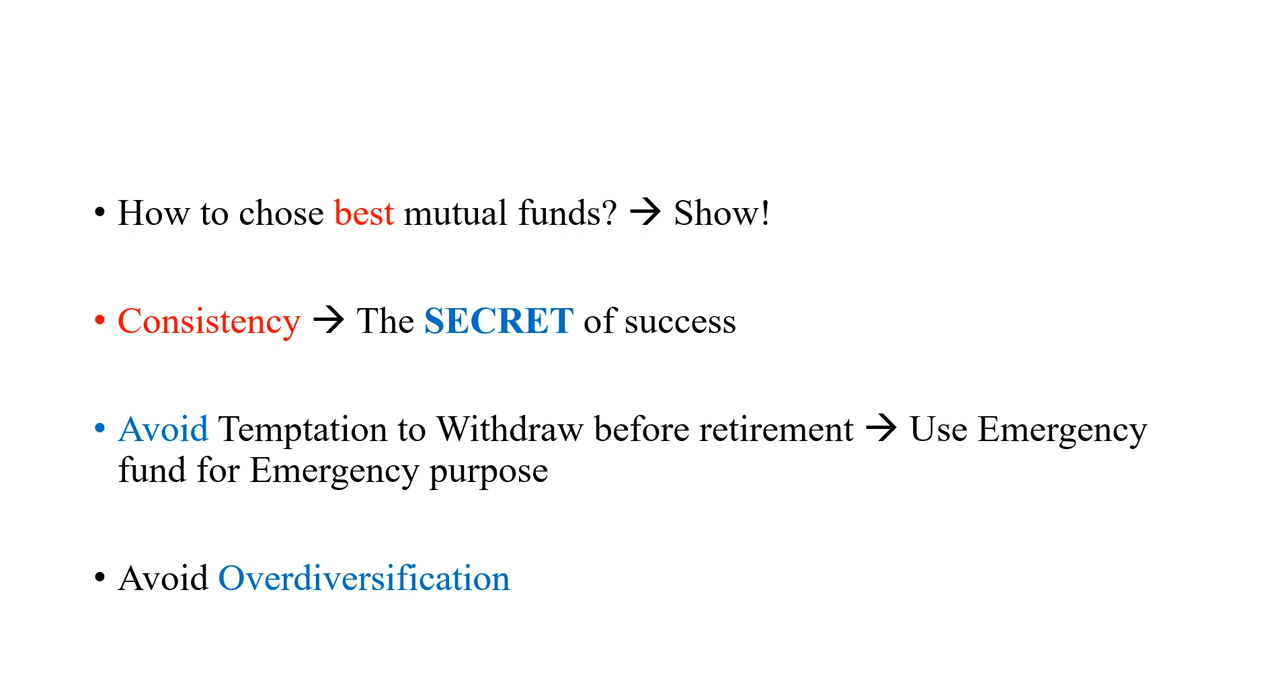 • How to chose best mutual funds? → Show!
• Consistency → The SECRET of success
• Avoid Temptation to Withdraw before retirement → Use Emergency
fund for Emergency purpose
• Avoid Overdiversification